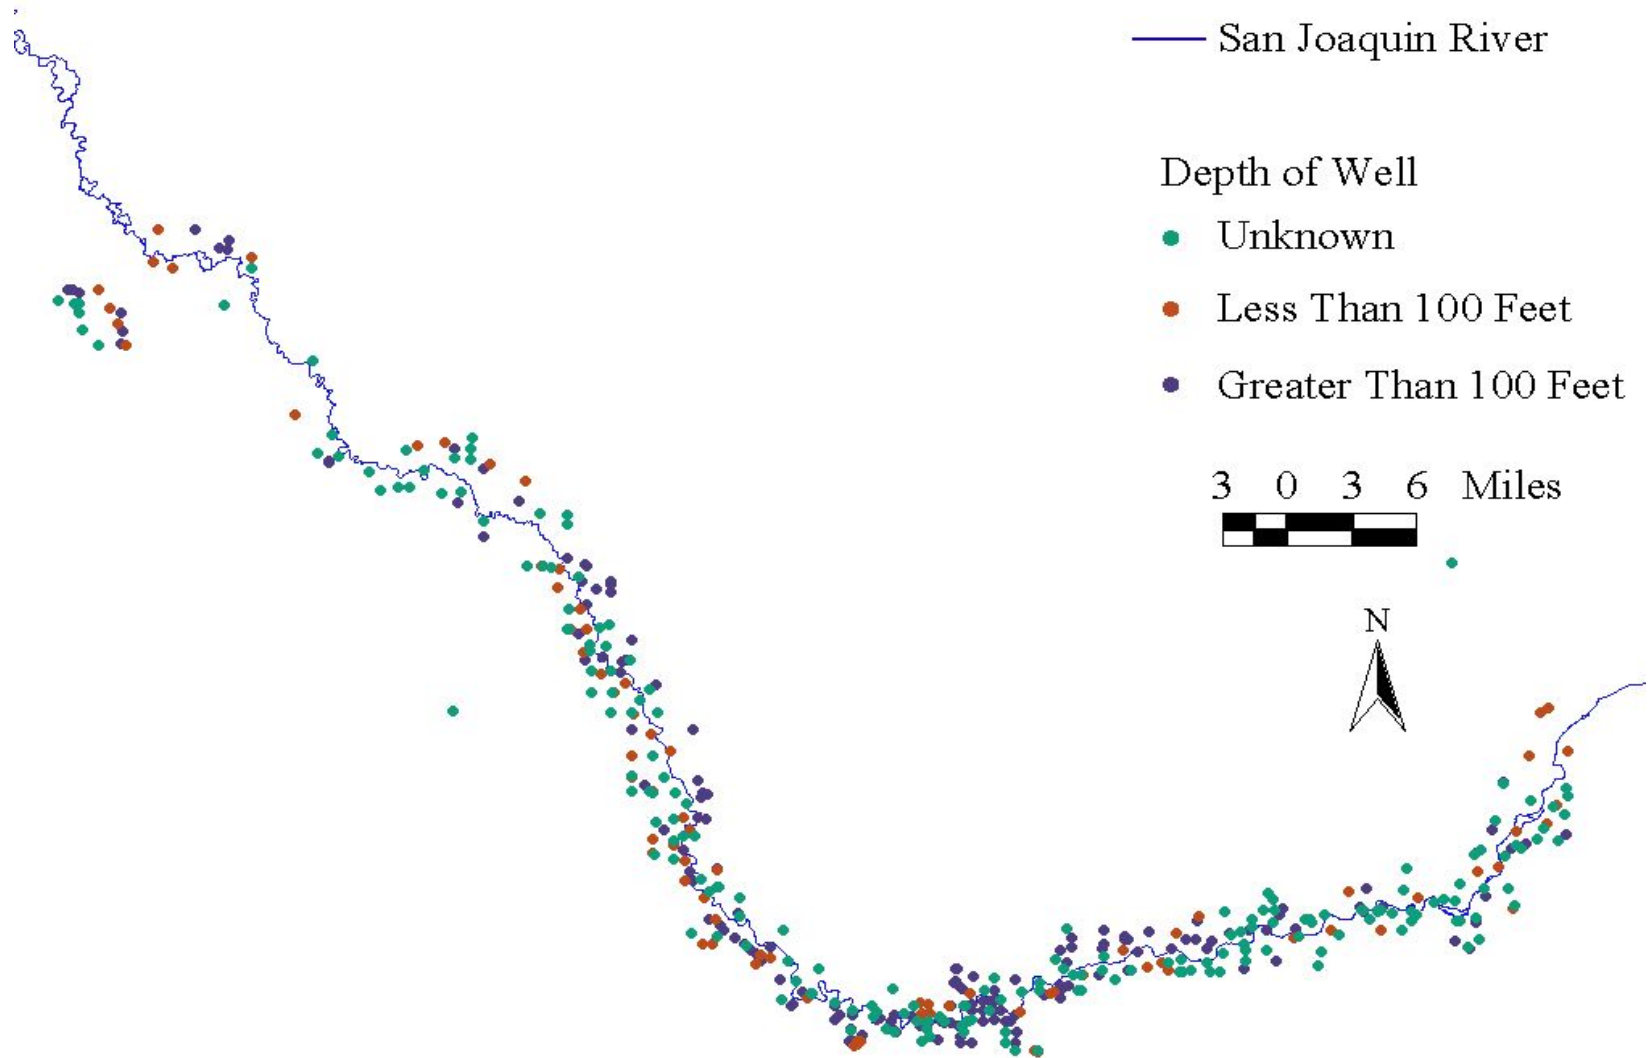 San Joaquin River
Depth of Well
Unknown
Less Than 100 Feet
Greater Than 100 Feet
3 0 3 6 Miles
N